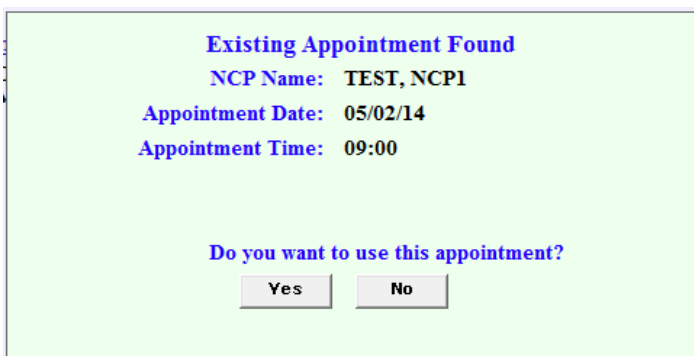 Existing Appointment Found
NCP Name: TEST, NCP1
Appointment Date: 05/02/14
Appointment Time: 09:00
Do you want to use this appointment?
Yes No